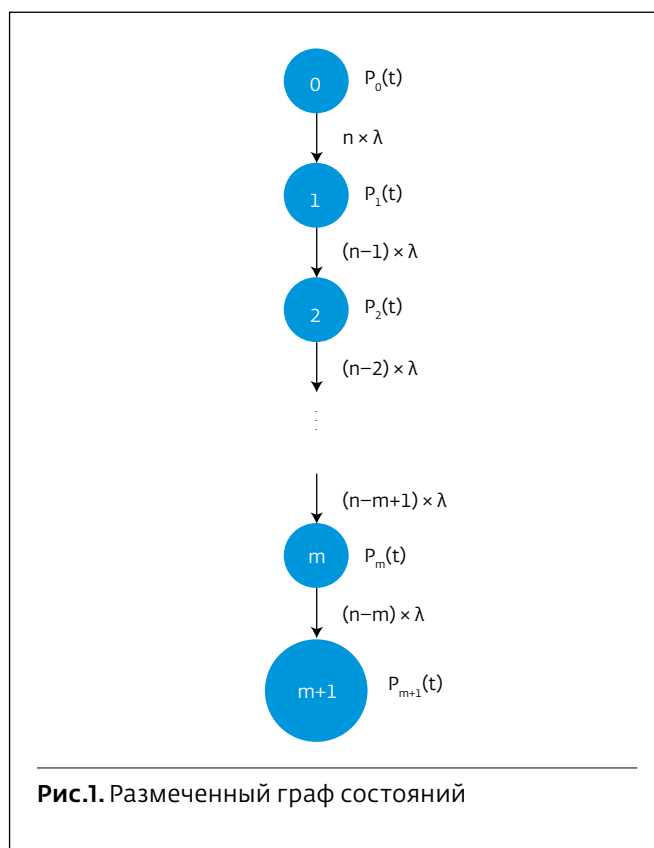 0 P₀(t)
n × λ
1 P₁(t)
(n−1) × λ
2 P₂(t)
(n−2) × λ
⋮
(n−m+1) × λ
m Pₘ(t)
(n−m) × λ
m+1 Pₘ₊₁(t)
Рис.1. Размеченный граф состояний